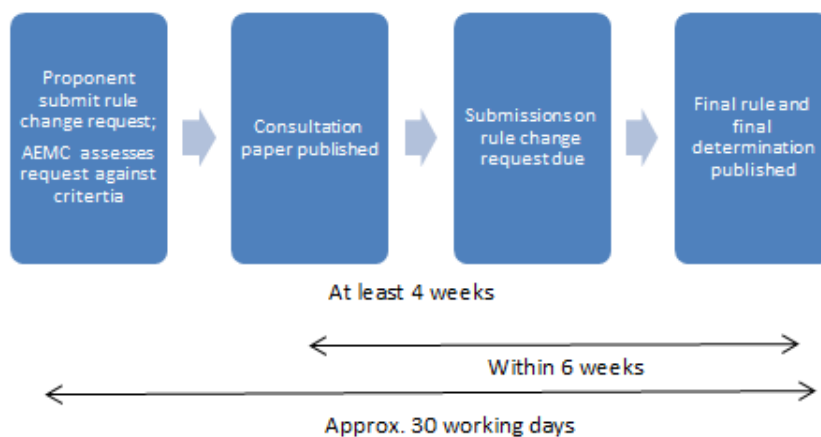 Proponent
submit rule
change request;
AEMC assesses
request against
critertia
Consultation
paper published
Submissions on
rule change
request due
Final rule and
final
determination
published
At least 4 weeks
Within 6 weeks
Approx. 30 working days